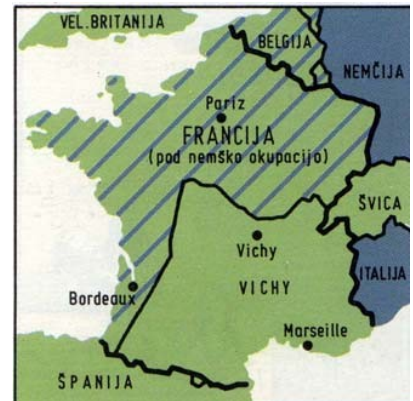 VEL. BRITANIJA
BELGIJA
NEMČIJA
Pariz
FRANCIJA
(pod nemško okupacijo)
ŠVICA
Vichy
ITALIJA
VICHY
Bordeaux
Marseille
ŠPANIJA